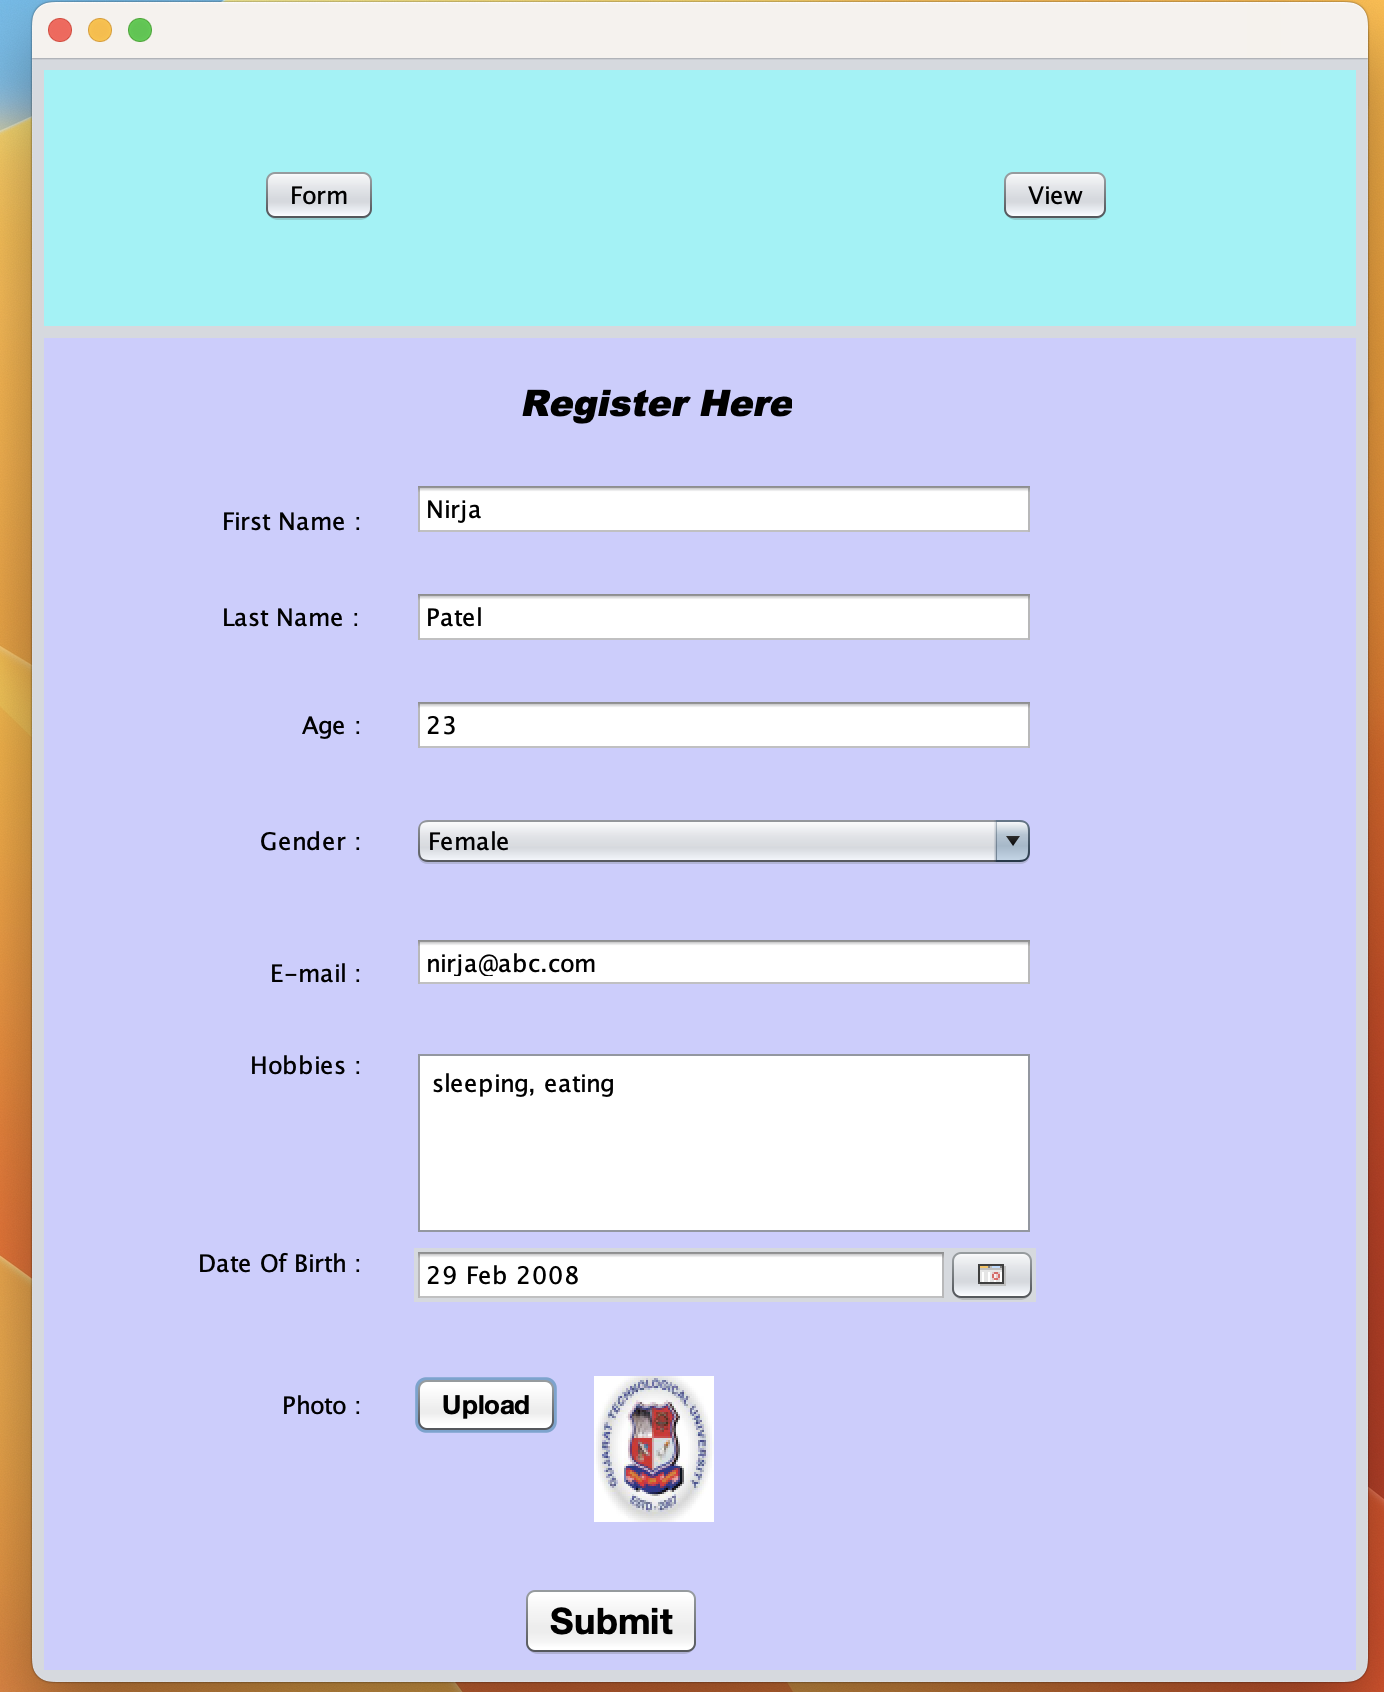 Form
View
Register Here
First Name :
Nirja
Last Name :
Patel
Age :
23
Gender :
Female
E-mail :
nirja@abc.com
Hobbies :
sleeping, eating
Date Of Birth :
29 Feb 2008
Photo :
Upload
GUJARAT TECHNOLOGICAL UNIVERSITY
ESTD - 2007
Submit